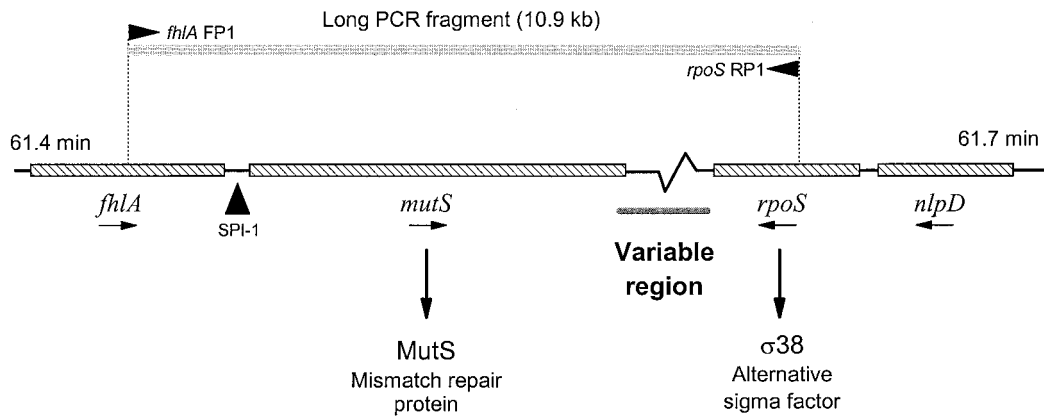 Long PCR fragment (10.9 kb)
fhlA FP1
rpoS RP1
61.4 min
61.7 min
fhlA
mutS
rpoS
nlpD
SPI-1
Variable
region
MutS
Mismatch repair
protein
σ38
Alternative
sigma factor